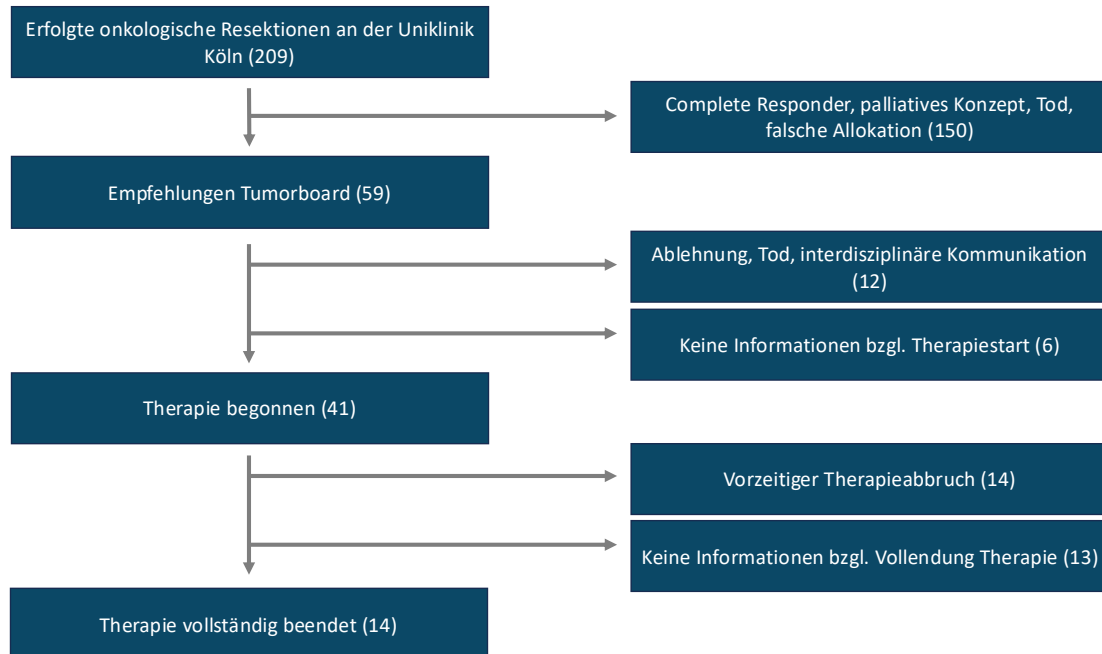 Erfolgte onkologische Resektionen an der Uniklinik
Köln (209)
Complete Responder, palliatives Konzept, Tod,
falsche Allokation (150)
Empfehlungen Tumorboard (59)
Ablehnung, Tod, interdisziplinäre Kommunikation
(12)
Keine Informationen bzgl. Therapiestart (6)
Therapie begonnen (41)
Vorzeitiger Therapieabbruch (14)
Keine Informationen bzgl. Vollendung Therapie (13)
Therapie vollständig beendet (14)